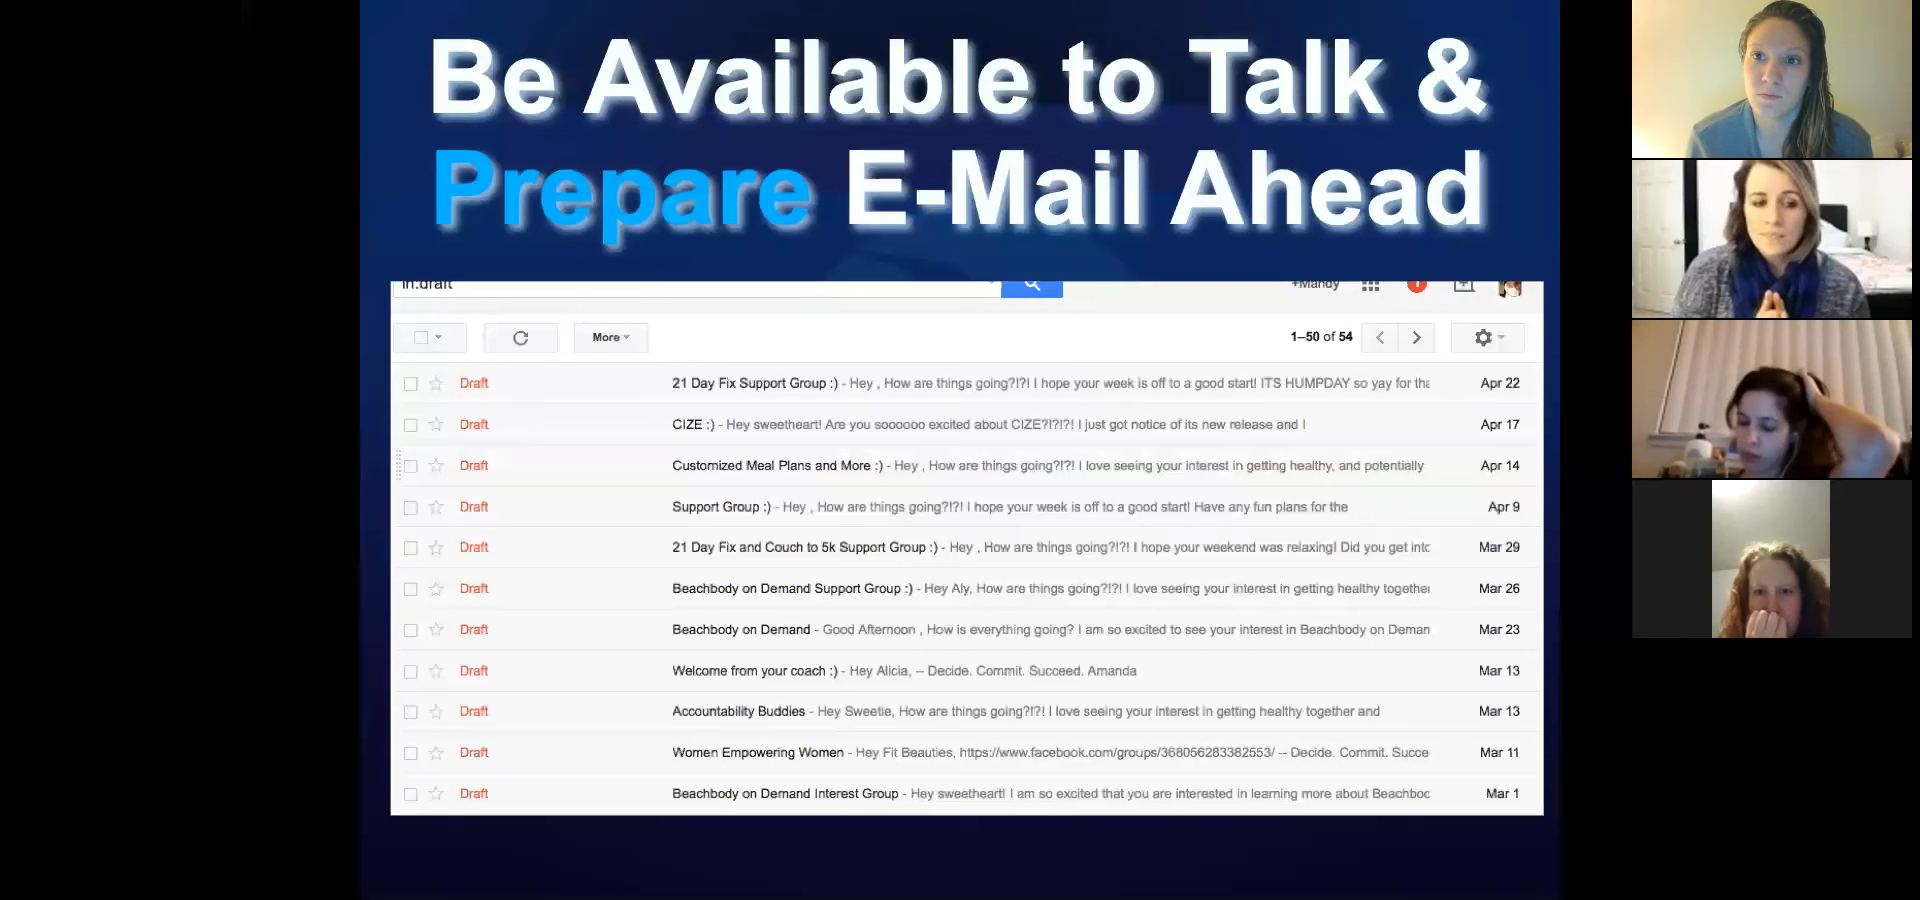 Be Available to Talk &
Prepare E-Mail Ahead
in:draft
+Mandy
More
1–50 of 54
Draft 21 Day Fix Support Group :) - Hey , How are things going?!?! I hope your week is off to a good start! ITS HUMPDAY so yay for tha Apr 22
Draft CIZE :) - Hey sweetheart! Are you soooooo excited about CIZE?!?!?! I just got notice of its new release and I Apr 17
Draft Customized Meal Plans and More :) - Hey , How are things going?!?! I love seeing your interest in getting healthy, and potentially Apr 14
Draft Support Group :) - Hey , How are things going?!?! I hope your week is off to a good start! Have any fun plans for the Apr 9
Draft 21 Day Fix and Couch to 5k Support Group :) - Hey , How are things going?!?! I hope your weekend was relaxing! Did you get into Mar 29
Draft Beachbody on Demand Support Group :) - Hey Aly, How are things going?!?! I love seeing your interest in getting healthy together Mar 26
Draft Beachbody on Demand - Good Afternoon , How is everything going? I am so excited to see your interest in Beachbody on Deman Mar 23
Draft Welcome from your coach :) - Hey Alicia, -- Decide. Commit. Succeed. Amanda Mar 13
Draft Accountability Buddies - Hey Sweetie, How are things going?!?! I love seeing your interest in getting healthy together and Mar 13
Draft Women Empowering Women - Hey Fit Beauties, https://www.facebook.com/groups/368056283382553/ -- Decide. Commit. Succe Mar 11
Draft Beachbody on Demand Interest Group - Hey sweetheart! I am so excited that you are interested in learning more about Beachboc Mar 1